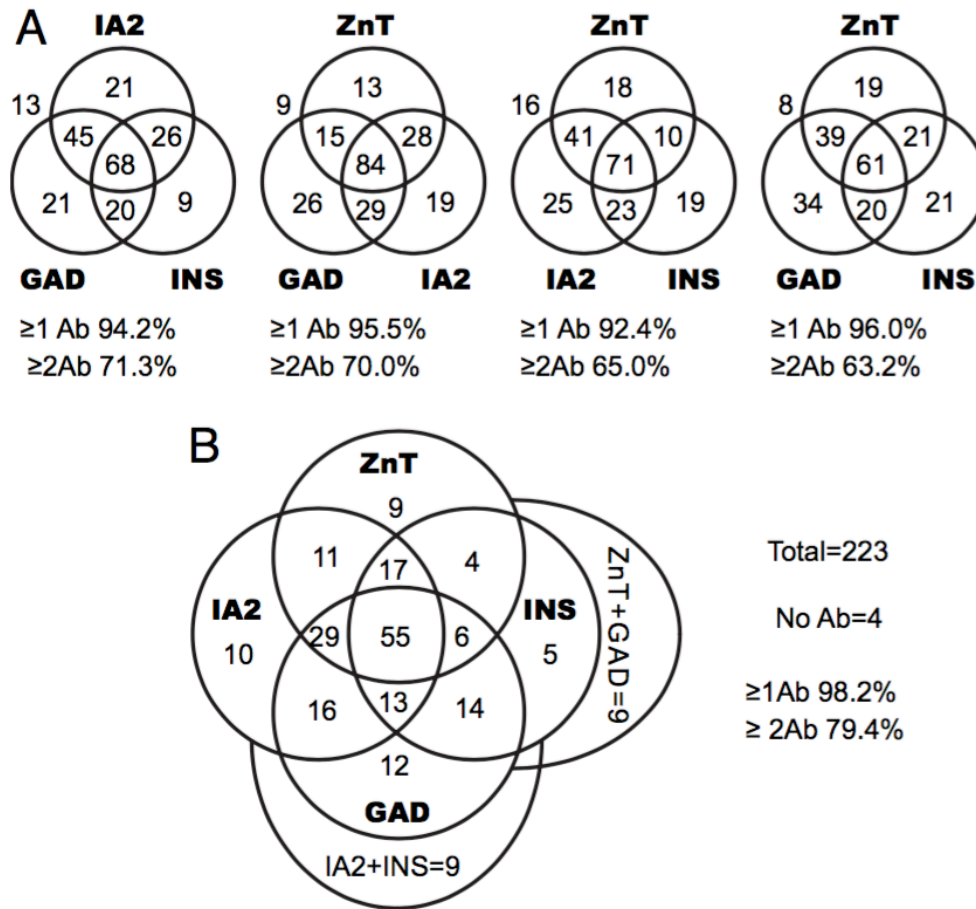 A
IA2 ZnT ZnT ZnT
21 13 18 19
13 9 16 8
45 26 15 28 41 10 39 21
68 84 71 61
21 20 9 26 29 19 25 23 19 34 20 21
GAD INS GAD IA2 IA2 INS GAD INS
≥1 Ab 94.2% ≥1 Ab 95.5% ≥1 Ab 92.4% ≥1 Ab 96.0%
≥2Ab 71.3% ≥2Ab 70.0% ≥2Ab 65.0% ≥2Ab 63.2%
B
ZnT
9
11 17 4
IA2 INS
10 29 55 6 5
16 13 14
12
GAD
IA2+INS=9
ZnT+GAD=9
Total=223
No Ab=4
≥1Ab 98.2%
≥ 2Ab 79.4%